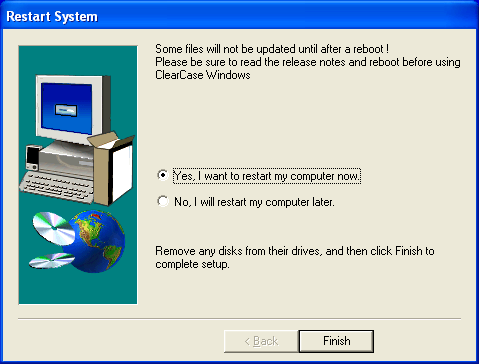 Restart System
Some files will not be updated until after a reboot !
Please be sure to read the release notes and reboot before using
ClearCase Windows
Yes, I want to restart my computer now.
No, I will restart my computer later.
Remove any disks from their drives, and then click Finish to
complete setup.
< Back
Finish